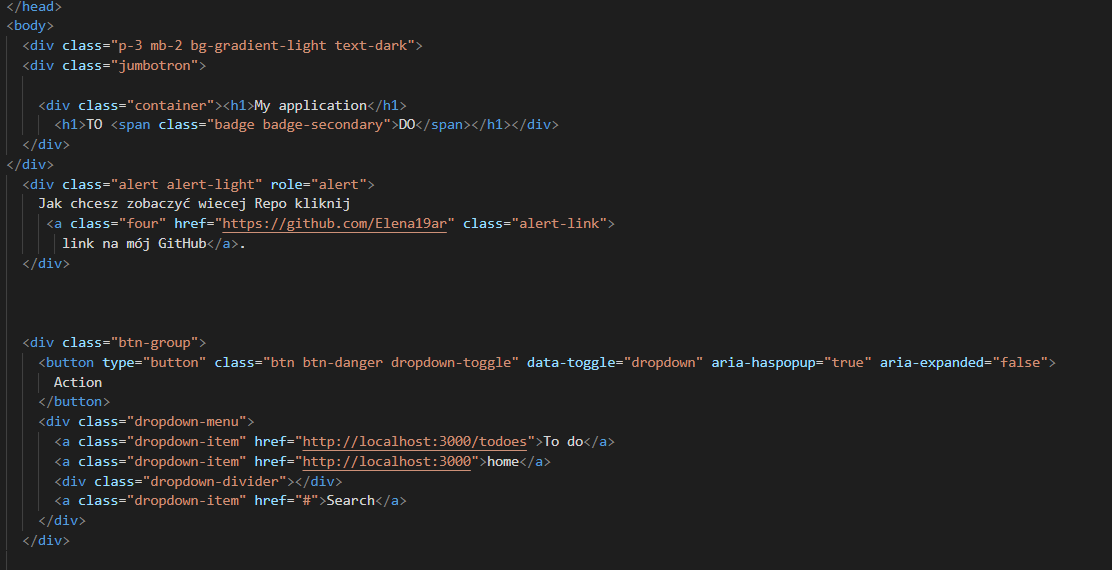 </head>
<body>
<div class="p-3 mb-2 bg-gradient-light text-dark">
<div class="jumbotron">
<div class="container"><h1>My application</h1>
<h1>TO <span class="badge badge-secondary">DO</span></h1></div>
</div>
</div>
<div class="alert alert-light" role="alert">
Jak chcesz zobaczyć wiecej Repo kliknij
<a class="four" href="https://github.com/Elena19ar" class="alert-link">
link na mój GitHub</a>.
</div>
<div class="btn-group">
<button type="button" class="btn btn-danger dropdown-toggle" data-toggle="dropdown" aria-haspopup="true" aria-expanded="false">
Action
</button>
<div class="dropdown-menu">
<a class="dropdown-item" href="http://localhost:3000/todoes">To do</a>
<a class="dropdown-item" href="http://localhost:3000">home</a>
<div class="dropdown-divider"></div>
<a class="dropdown-item" href="#">Search</a>
</div>
</div>